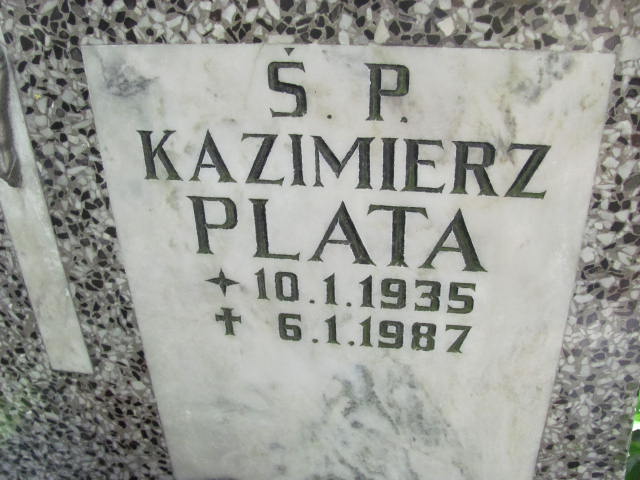 Ś. P.
KAZIMIERZ
PLATA
✦ 10.1.1935
✝ 6.1.1987